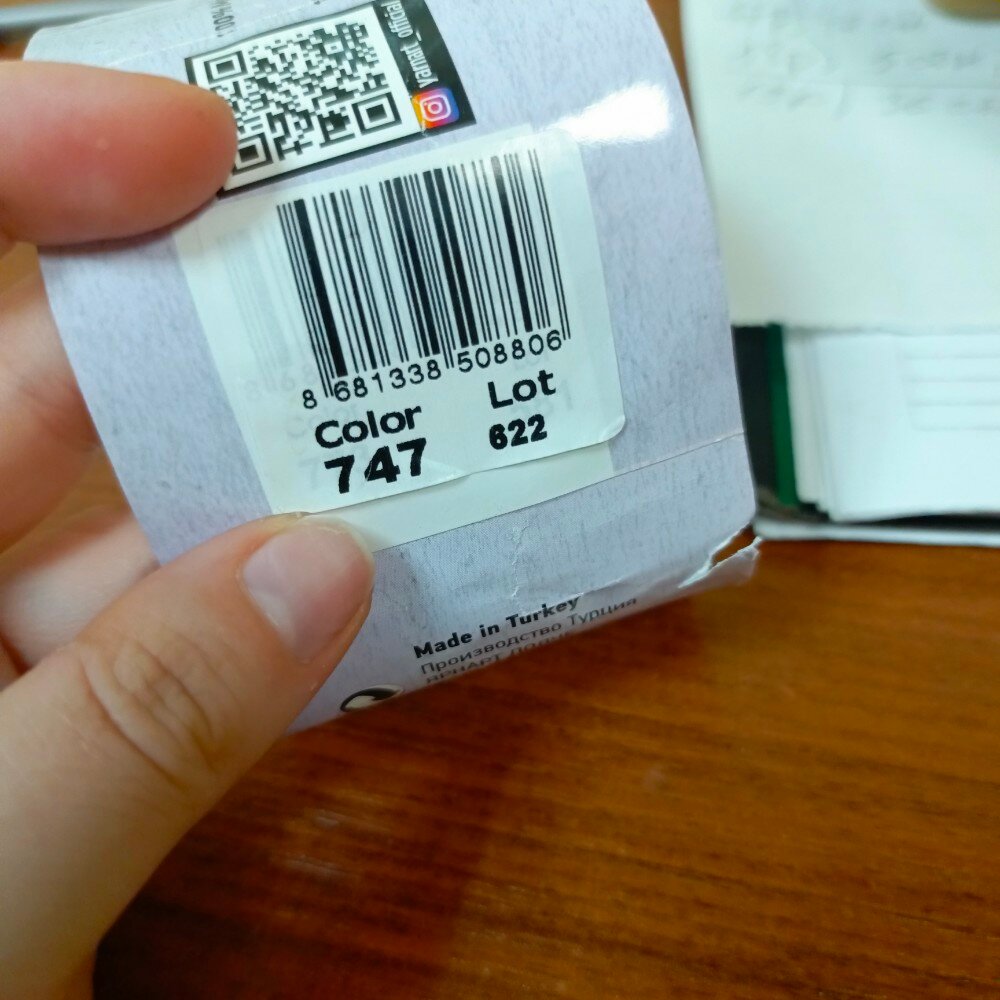 Yarnart_official
8 681338 508806
Color
747
Lot
622
Made in Turkey
Производство Турция